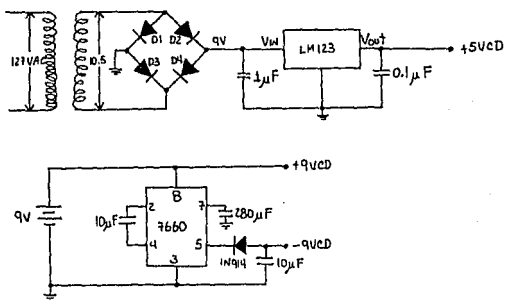 127VAC
10.5
D1
D2
D3
D4
9V
1µF
VIN
LM123
VOUT
0.1µF
+5VCD
+9VCD
9V
10µF
2
8
7
7660
4
5
3
280µF
1N914
-9VCD
10µF